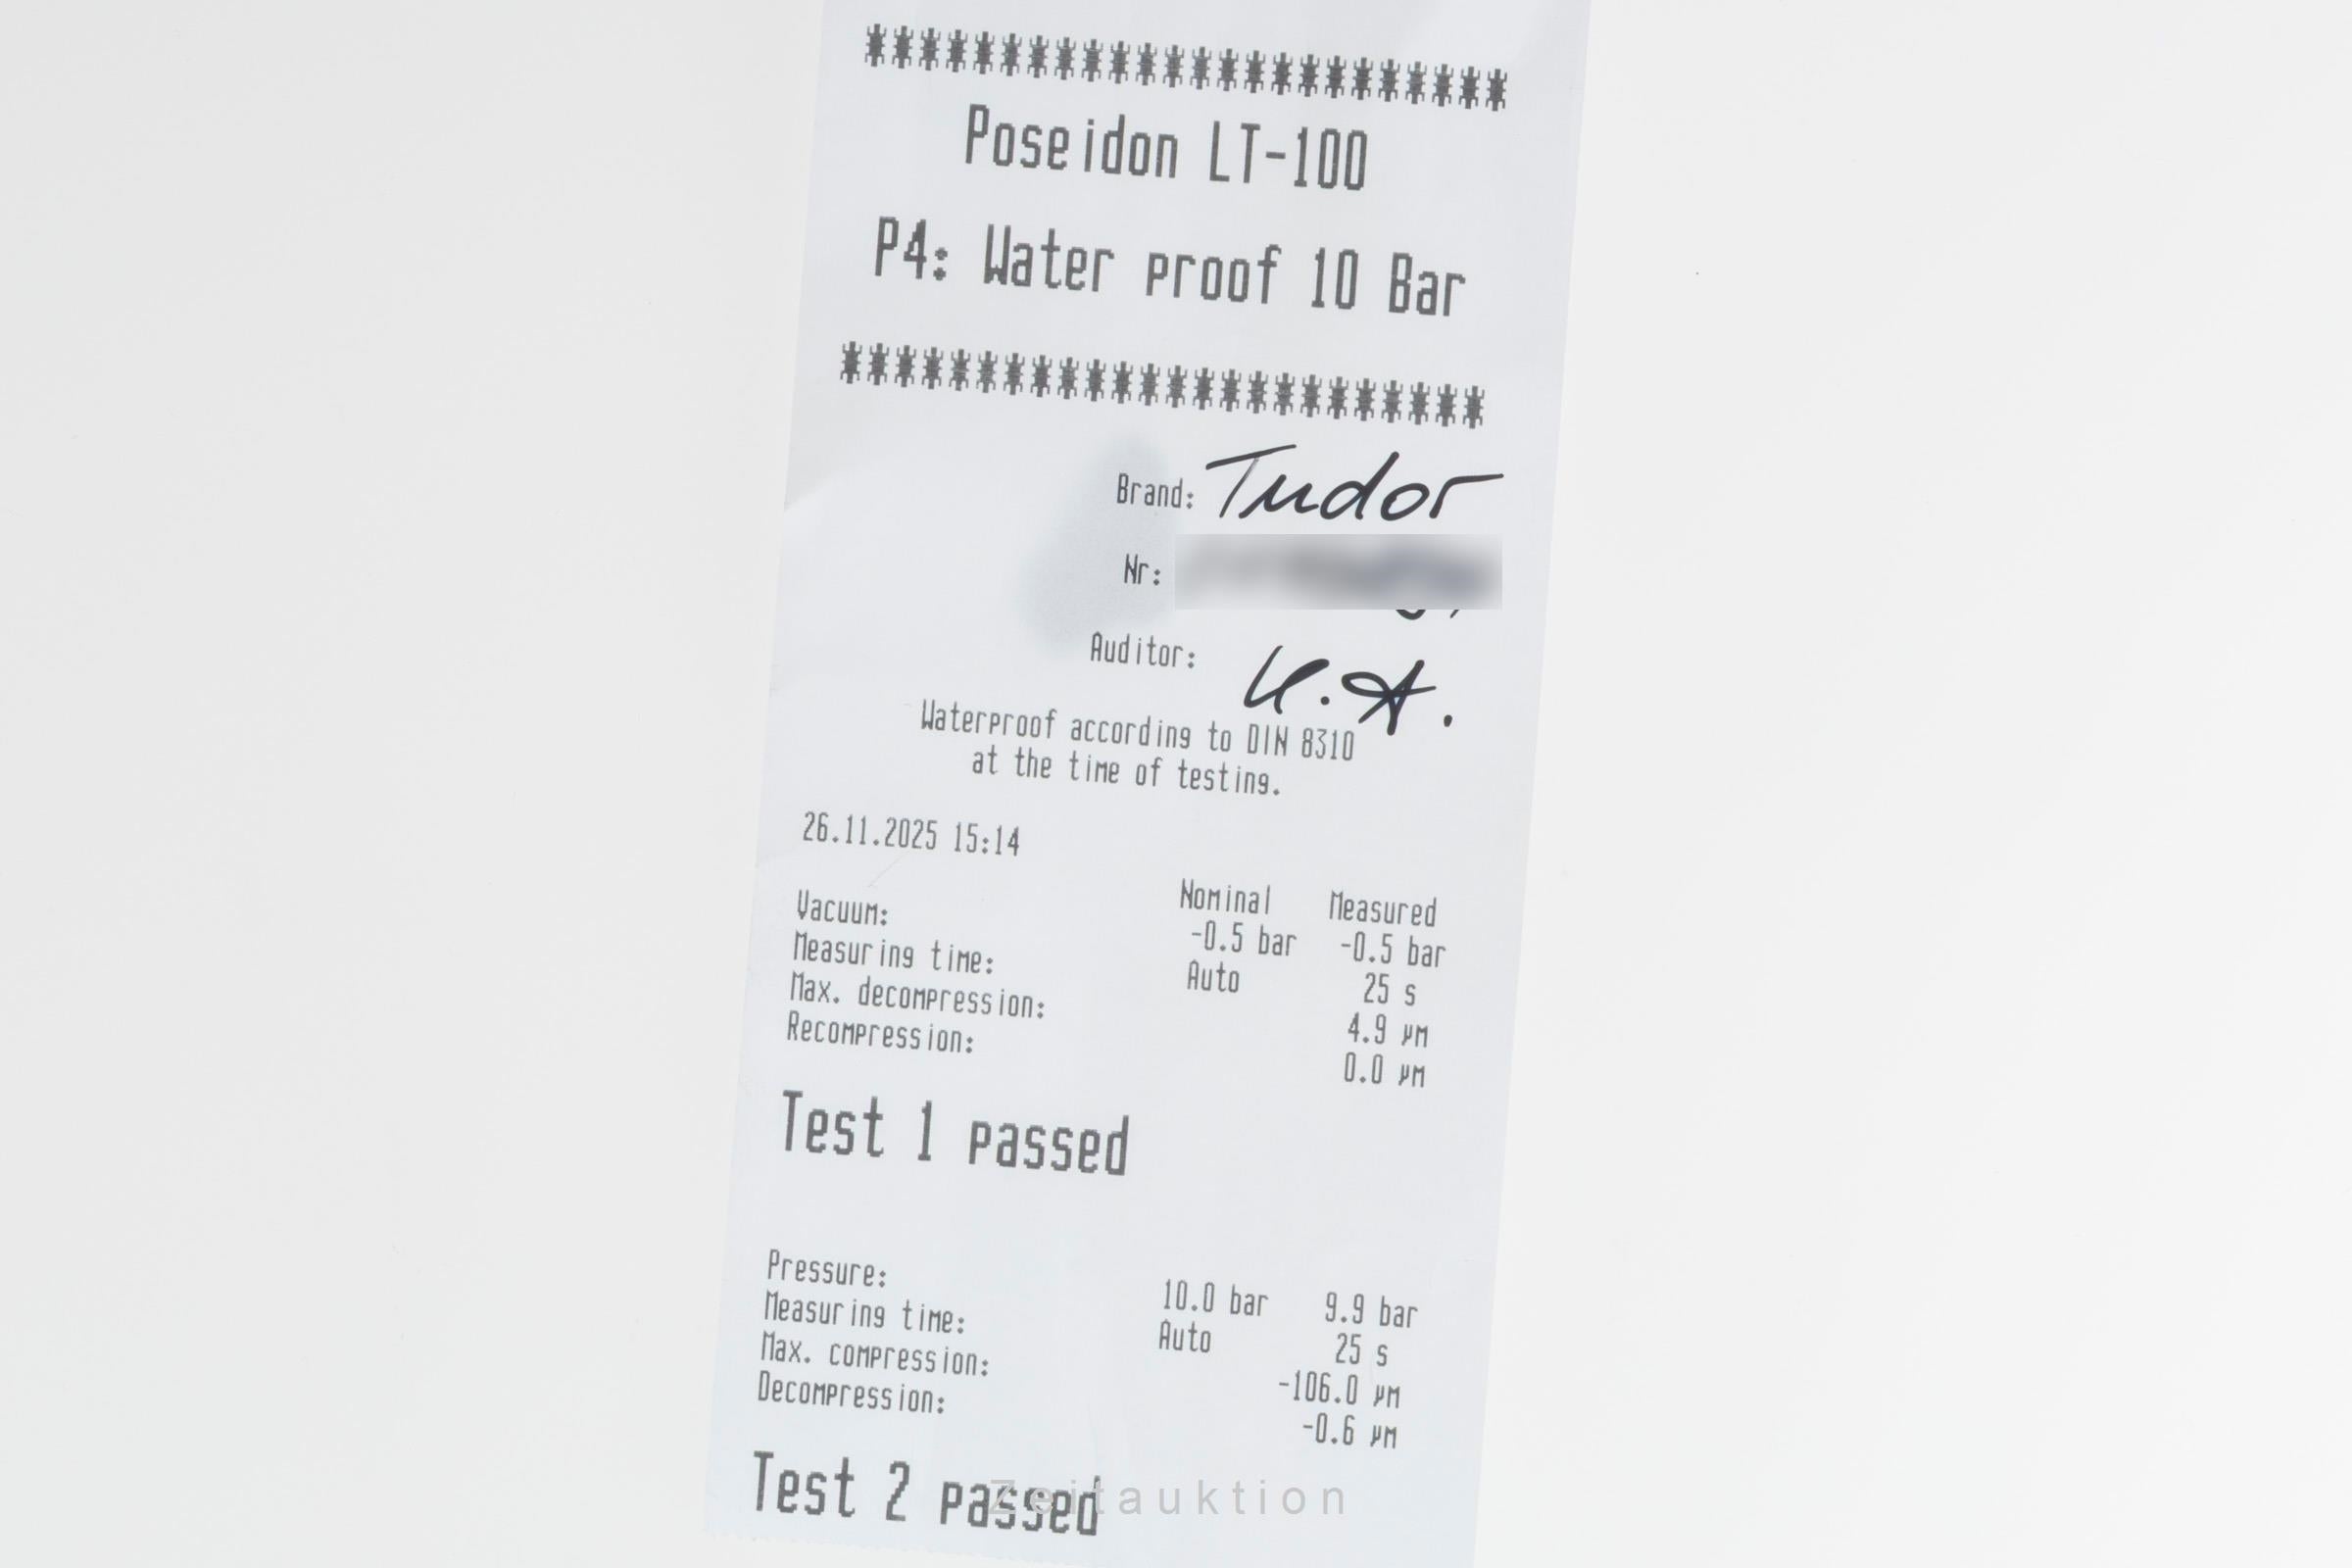 ************************
Poseidon LT-100
P4: Water proof 10 Bar
************************
Brand: Tudor
Nr:
Auditor: U.A.
Waterproof according to DIN 8310
at the time of testing.
26.11.2025 15:14
Nominal Measured
Vacuum: -0.5 bar -0.5 bar
Measuring time: Auto 25 s
Max. decompression: 4.9 µm
Recompression: 0.0 µm
Test 1 passed
Pressure: 10.0 bar 9.9 bar
Measuring time: Auto 25 s
Max. compression: -106.0 µm
Decompression: -0.6 µm
Test 2 passed
Zeitauktion